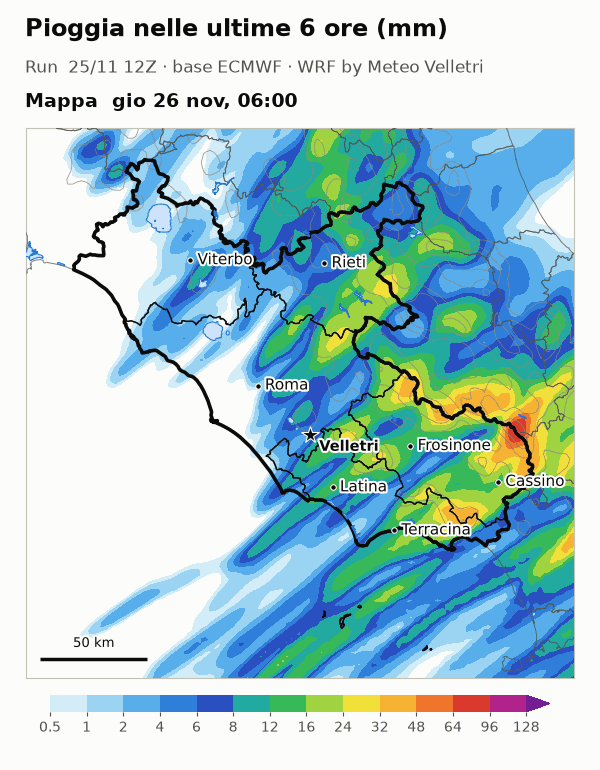 Pioggia nelle ultime 6 ore (mm)
Run  25/11 12Z · base ECMWF · WRF by Meteo Velletri
Mappa  gio 26 nov, 06:00
Viterbo
Rieti
Roma
Velletri
Frosinone
Latina
Cassino
Terracina
50 km
0.5 1 2 4 6 8 12 16 24 32 48 64 96 128